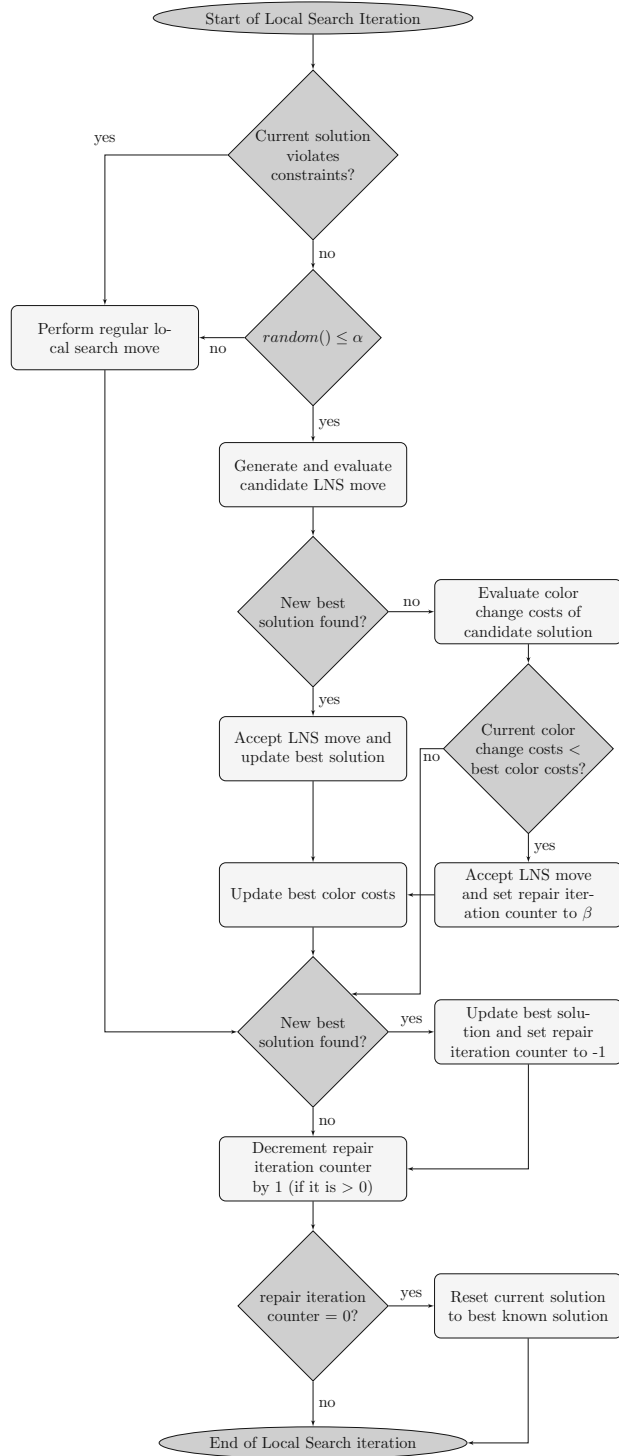 Start of Local Search Iteration
Current solution
violates
constraints?
yes
no
Perform regular lo-
cal search move
no
random() ≤ α
yes
Generate and evaluate
candidate LNS move
New best
solution found?
no
Evaluate color
change costs of
candidate solution
yes
Accept LNS move and
update best solution
Current color
change costs <
best color costs?
no
yes
Update best color costs
Accept LNS move
and set repair iter-
ation counter to β
New best
solution found?
yes
Update best solu-
tion and set repair
iteration counter to -1
no
Decrement repair
iteration counter
by 1 (if it is > 0)
repair iteration
counter = 0?
yes
Reset current solution
to best known solution
no
End of Local Search iteration